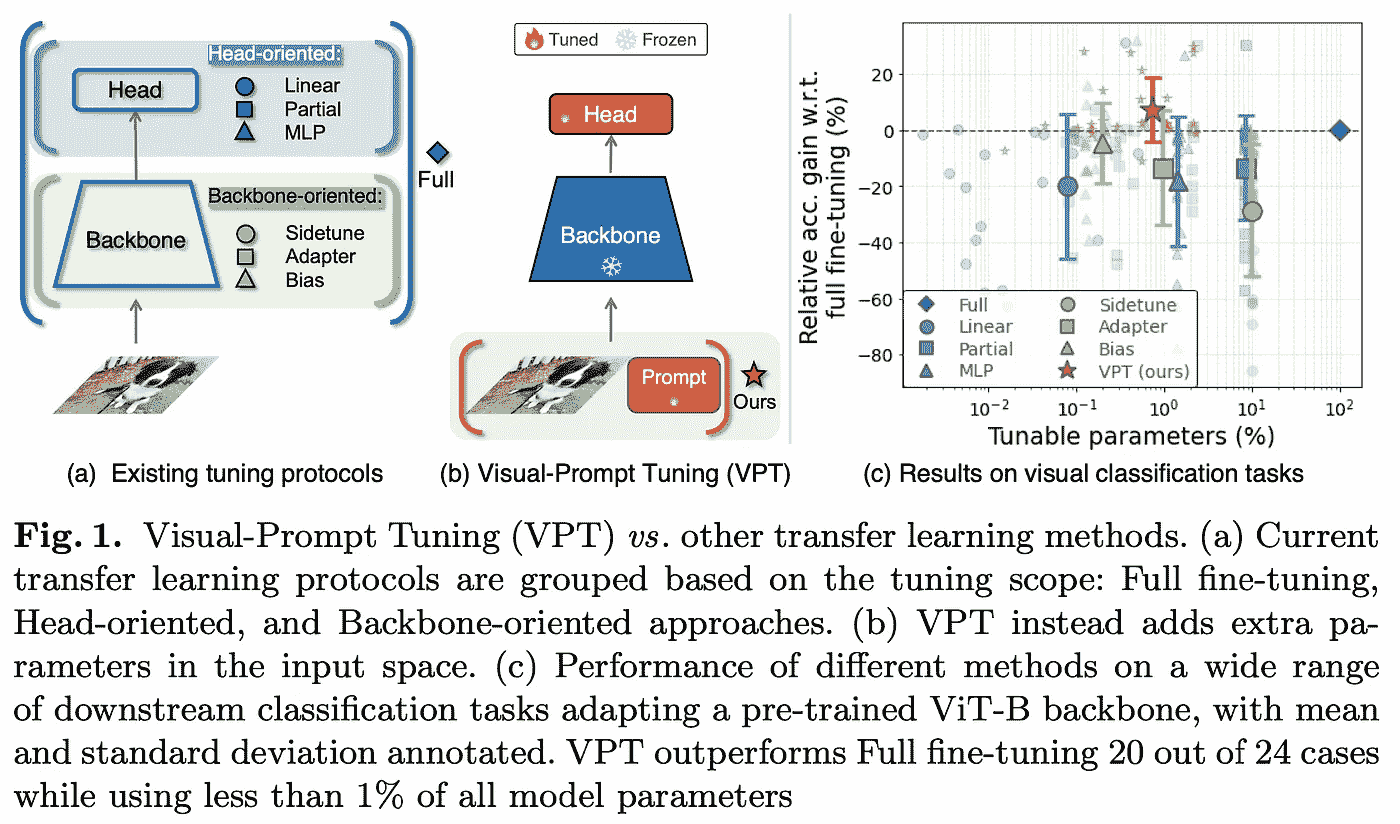 Head-oriented:
Head
Linear
Partial
MLP
Full
Backbone-oriented:
Backbone
Sidetune
Adapter
Bias
(a) Existing tuning protocols
Tuned Frozen
Head
Backbone
Prompt
Ours
(b) Visual-Prompt Tuning (VPT)
Relative acc. gain w.r.t.
full fine-tuning (%)
20
0
−20
−40
−60
−80
Full
Linear
Partial
MLP
Sidetune
Adapter
Bias
VPT (ours)
10⁻² 10⁻¹ 10⁰ 10¹ 10²
Tunable parameters (%)
(c) Results on visual classification tasks
Fig. 1. Visual-Prompt Tuning (VPT) vs. other transfer learning methods. (a) Current
transfer learning protocols are grouped based on the tuning scope: Full fine-tuning,
Head-oriented, and Backbone-oriented approaches. (b) VPT instead adds extra pa-
rameters in the input space. (c) Performance of different methods on a wide range
of downstream classification tasks adapting a pre-trained ViT-B backbone, with mean
and standard deviation annotated. VPT outperforms Full fine-tuning 20 out of 24 cases
while using less than 1% of all model parameters